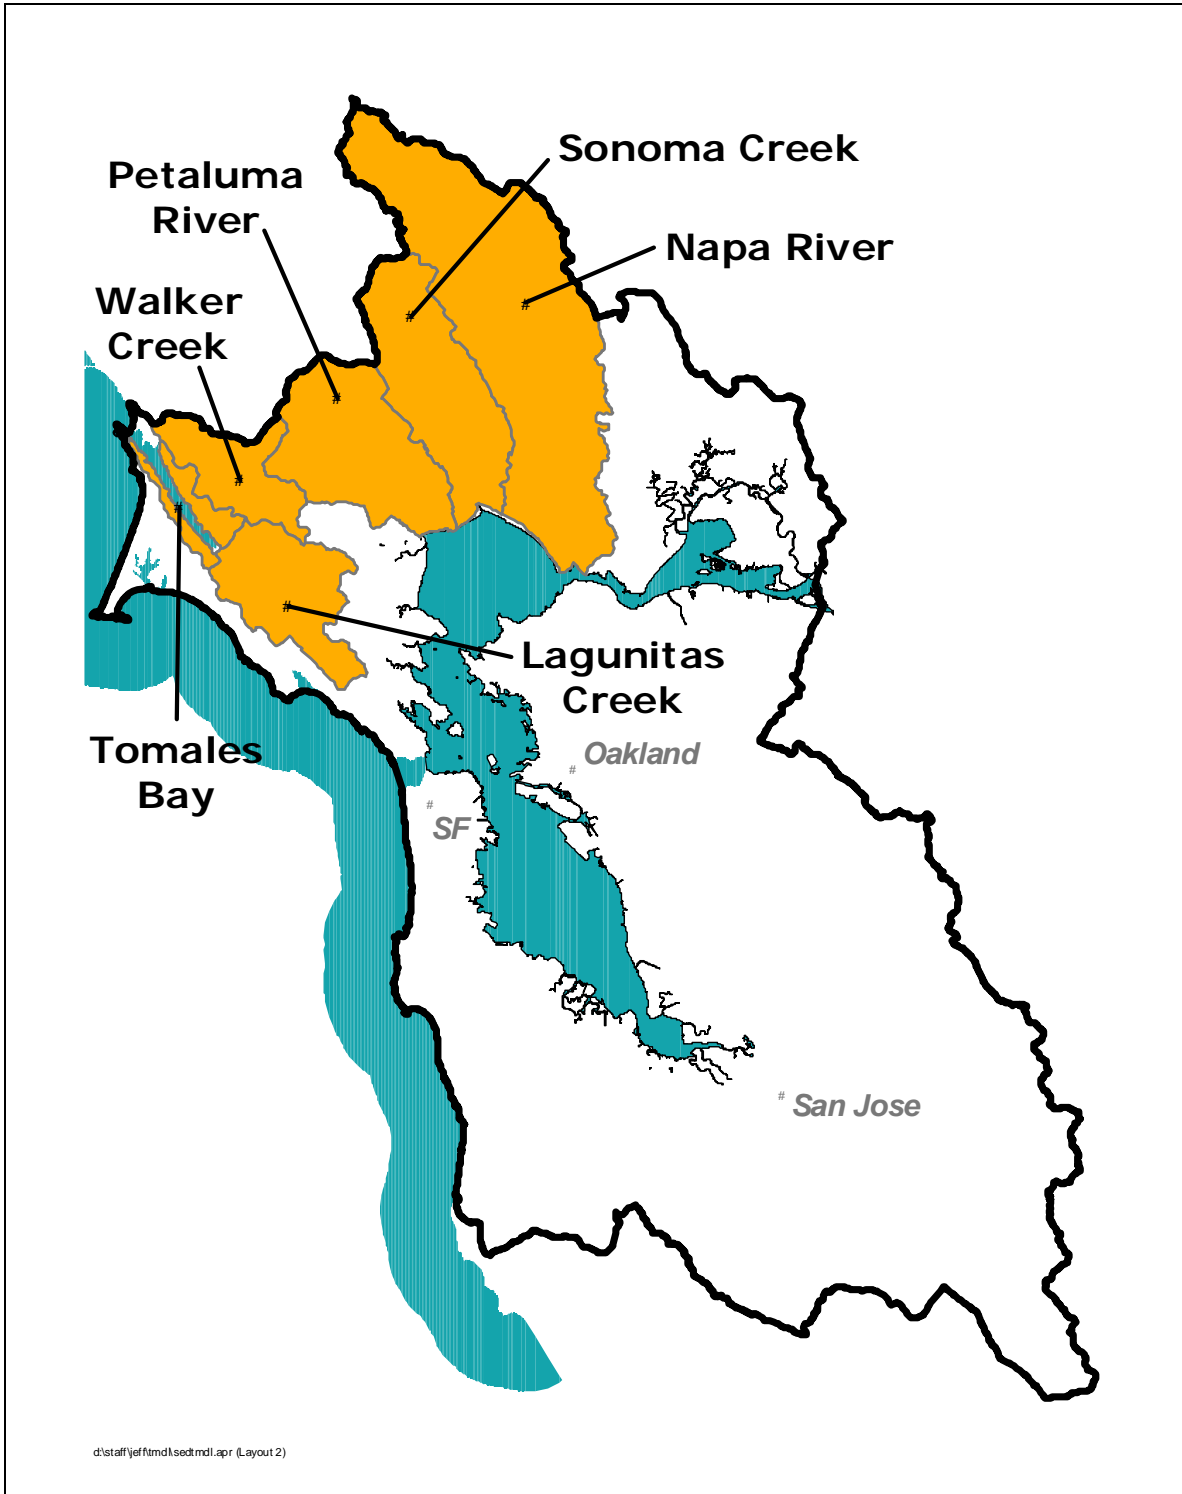 Sonoma Creek
Petaluma
River
Napa River
Walker
Creek
Lagunitas
Creek
Tomales
Bay
Oakland
SF
San Jose
d:\staff\jeff\tmdl\sedtmdl.apr (Layout 2)